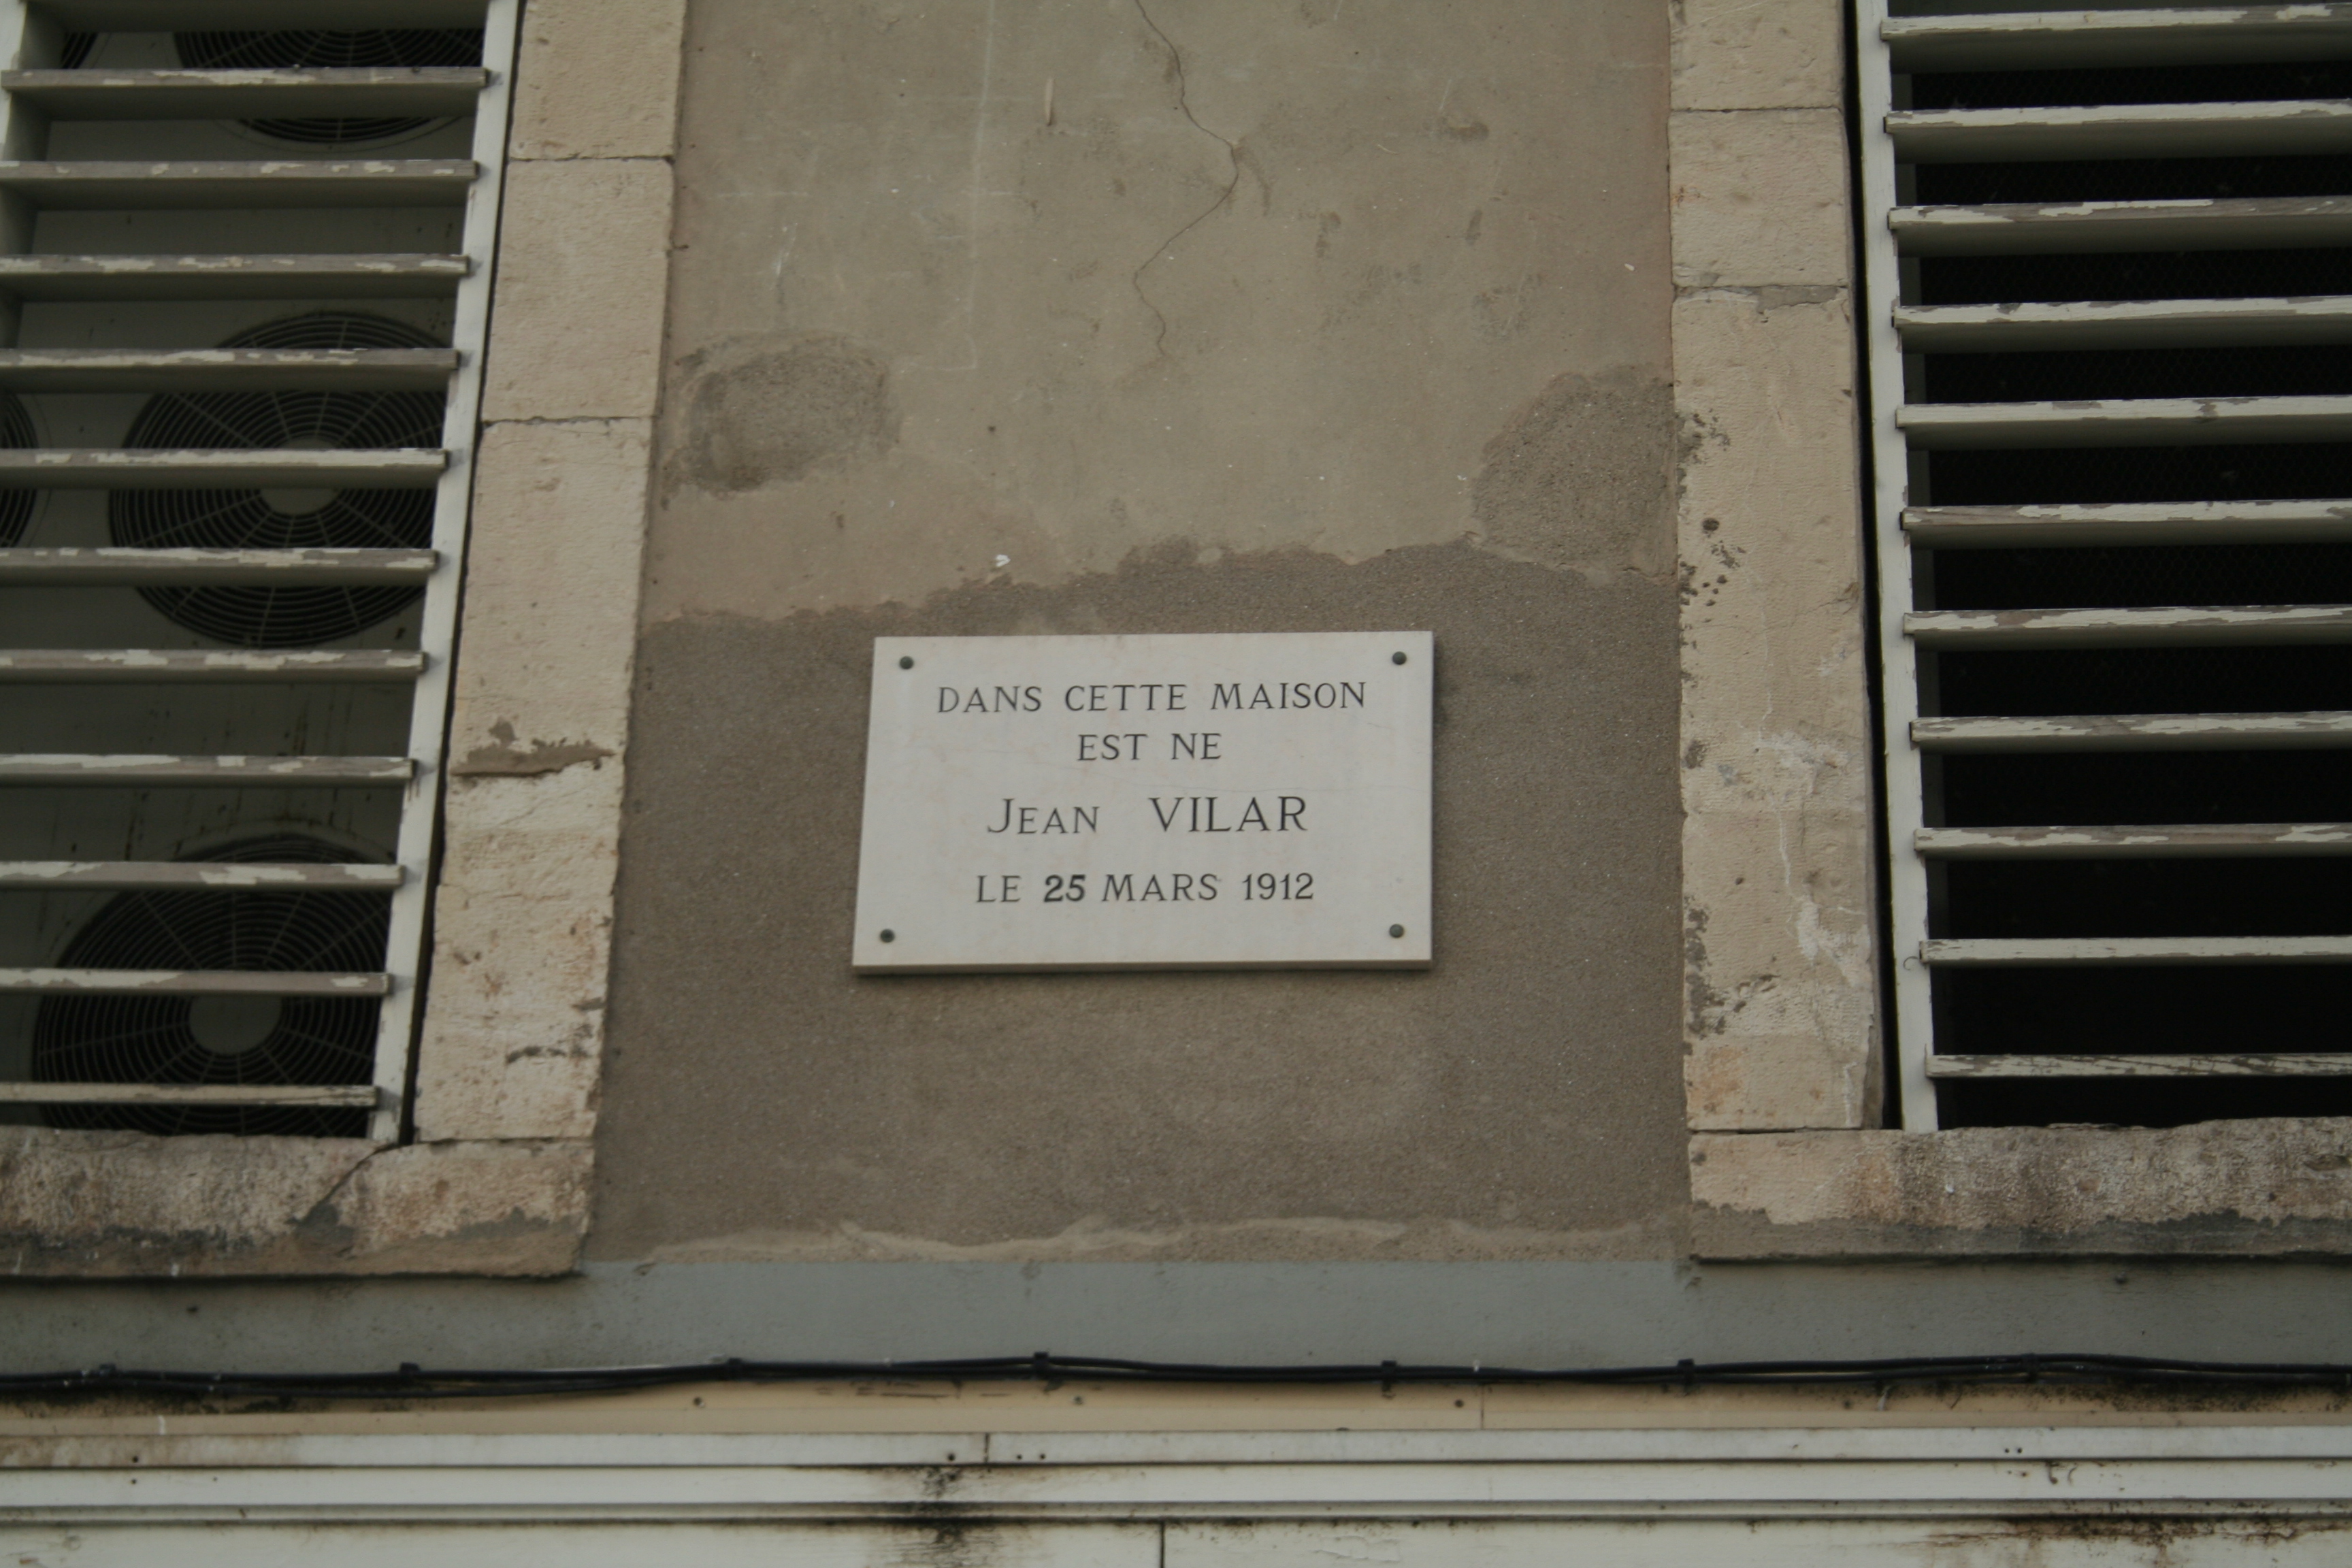 DANS CETTE MAISON
EST NE
JEAN VILAR
LE 25 MARS 1912